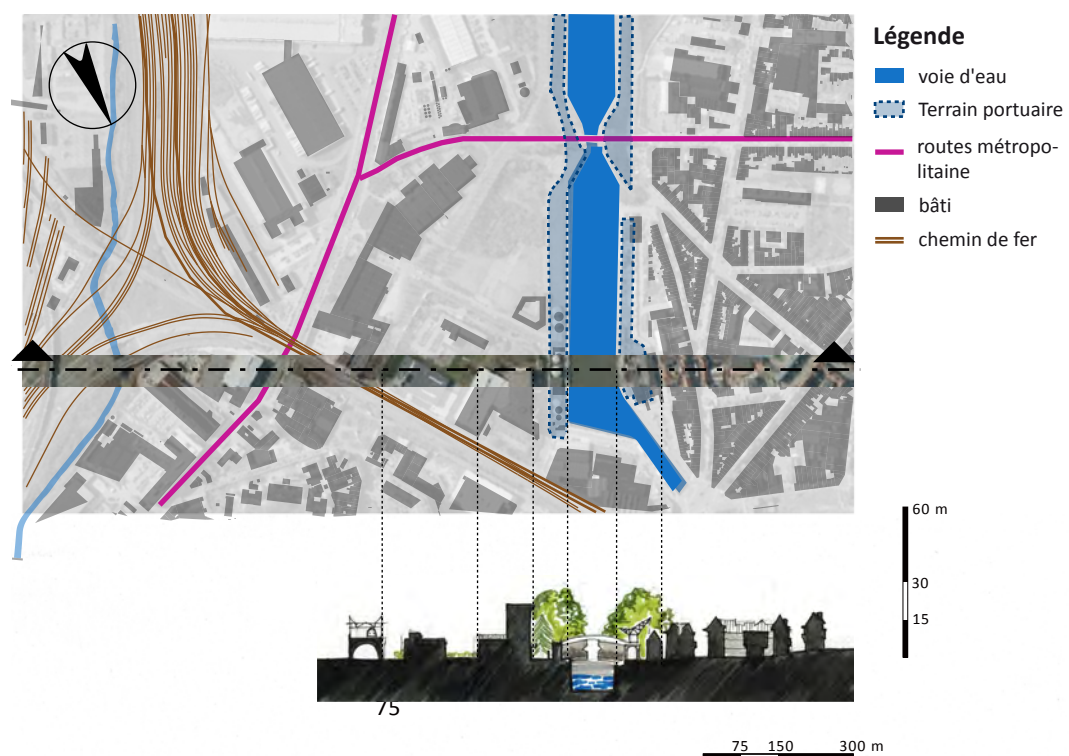 Légende
voie d'eau
Terrain portuaire
routes métropo-
litaine
bâti
chemin de fer
60 m
30
15
75
75 150 300 m